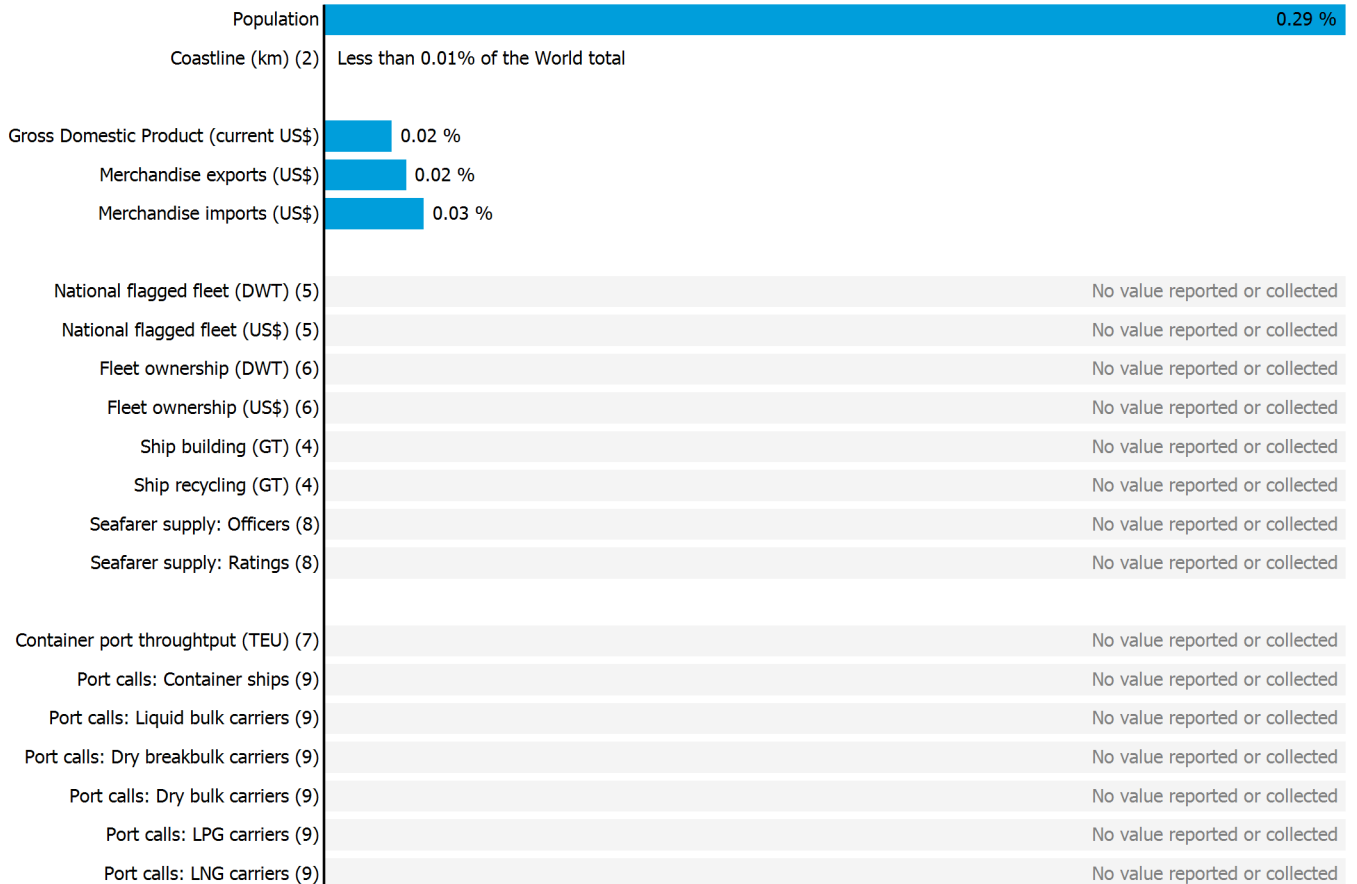 Population 0.29 %
Coastline (km) (2) Less than 0.01% of the World total
Gross Domestic Product (current US$) 0.02 %
Merchandise exports (US$) 0.02 %
Merchandise imports (US$) 0.03 %
National flagged fleet (DWT) (5) No value reported or collected
National flagged fleet (US$) (5) No value reported or collected
Fleet ownership (DWT) (6) No value reported or collected
Fleet ownership (US$) (6) No value reported or collected
Ship building (GT) (4) No value reported or collected
Ship recycling (GT) (4) No value reported or collected
Seafarer supply: Officers (8) No value reported or collected
Seafarer supply: Ratings (8) No value reported or collected
Container port throughtput (TEU) (7) No value reported or collected
Port calls: Container ships (9) No value reported or collected
Port calls: Liquid bulk carriers (9) No value reported or collected
Port calls: Dry breakbulk carriers (9) No value reported or collected
Port calls: Dry bulk carriers (9) No value reported or collected
Port calls: LPG carriers (9) No value reported or collected
Port calls: LNG carriers (9) No value reported or collected